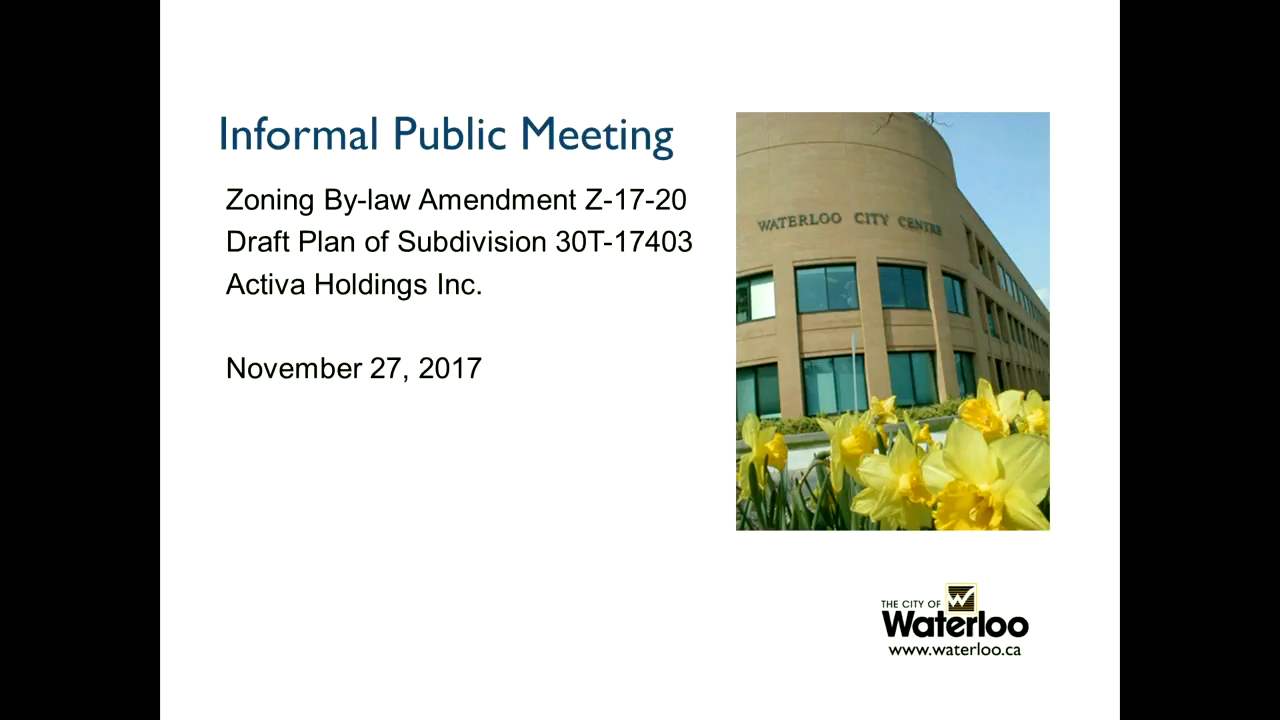 Informal Public Meeting
Zoning By-law Amendment Z-17-20
Draft Plan of Subdivision 30T-17403
Activa Holdings Inc.
November 27, 2017
WATERLOO CITY CENTRE
THE CITY OF
Waterloo
www.waterloo.ca